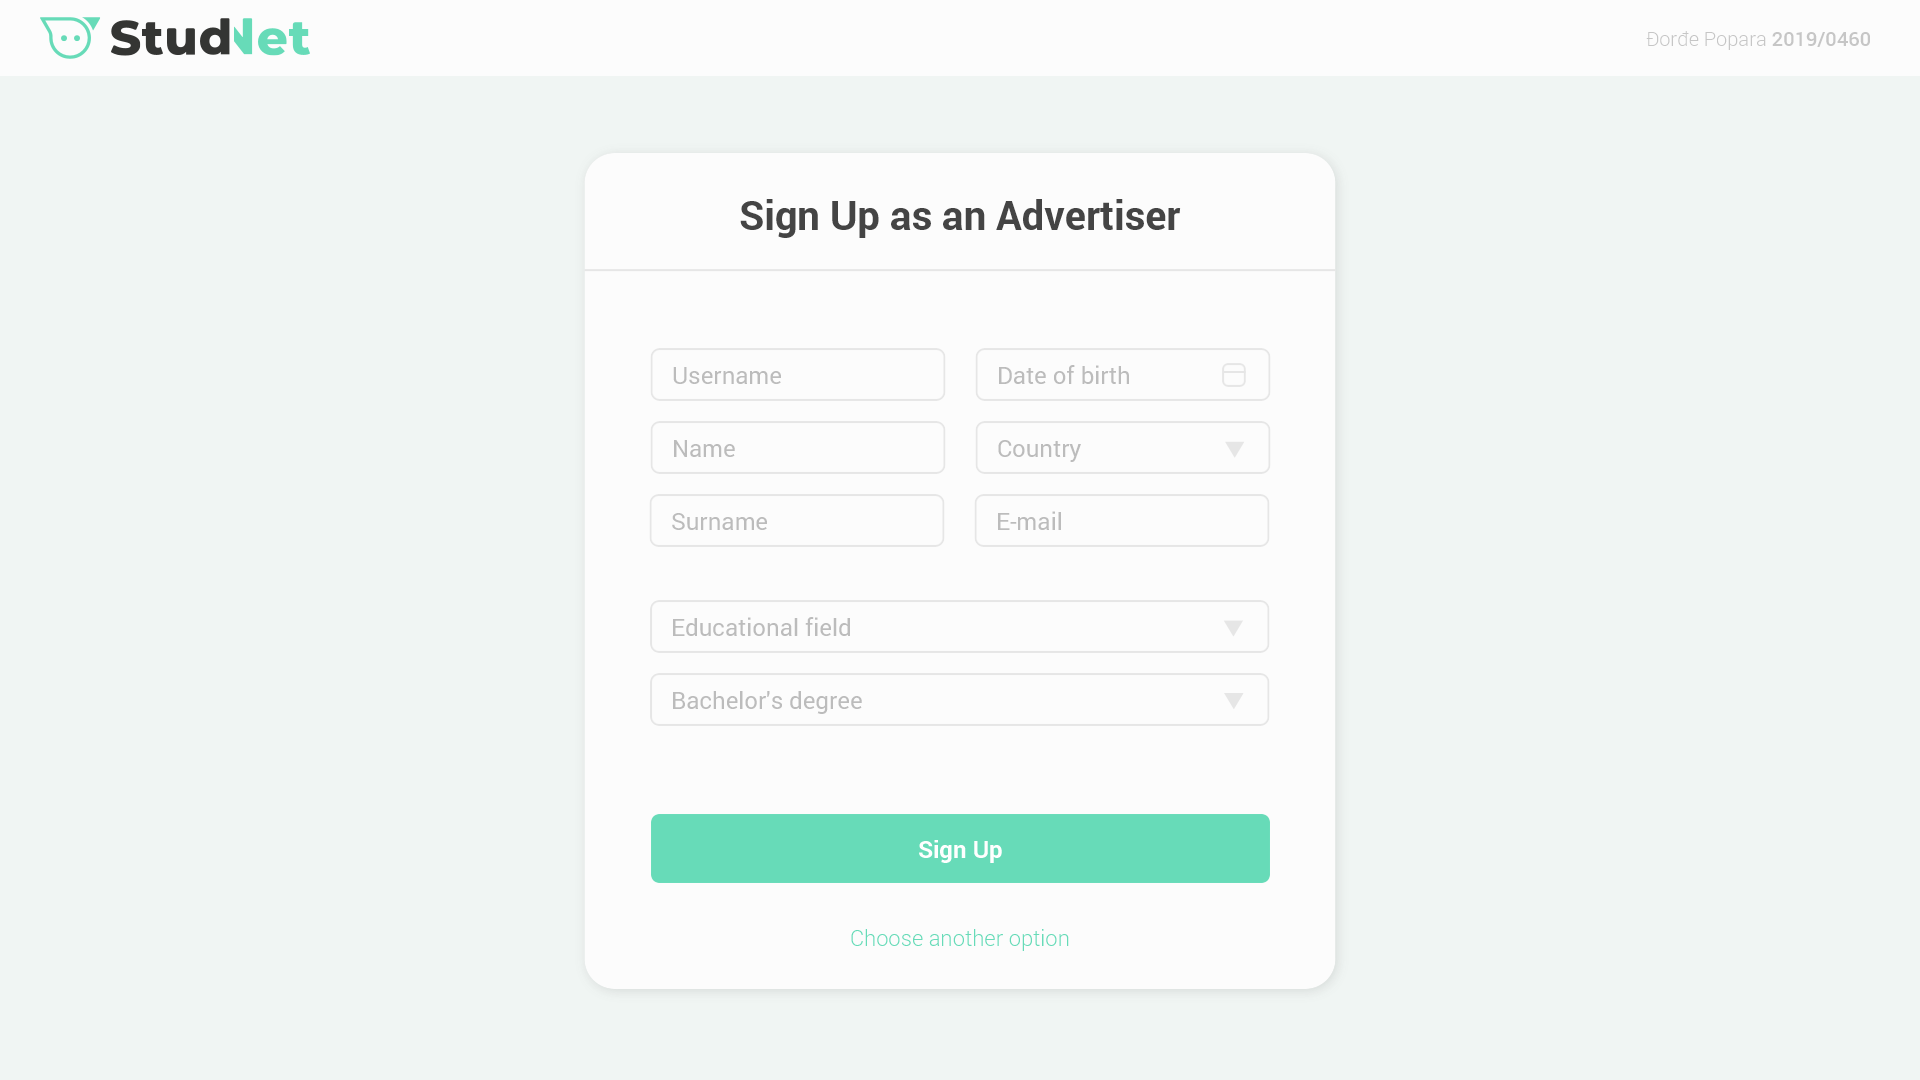 StudNet
Đorđe Popara 2019/0460
Sign Up as an Advertiser
Username
Date of birth
Name
Country
Surname
E-mail
Educational field
Bachelor's degree
Sign Up
Choose another option